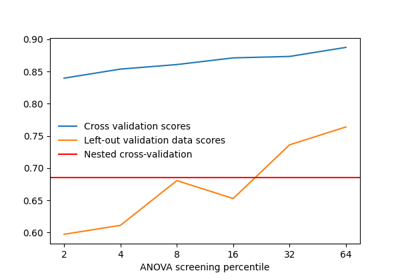 0.90
0.85
0.80
0.75
0.70
0.65
0.60
Cross validation scores
Left-out validation data scores
Nested cross-validation
2 4 8 16 32 64
ANOVA screening percentile